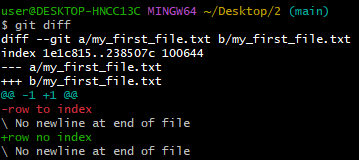 user@DESKTOP-HNCC13C MINGW64 ~/Desktop/2 (main)
$ git diff
diff --git a/my_first_file.txt b/my_first_file.txt
index 1e1c815..238507c 100644
--- a/my_first_file.txt
+++ b/my_first_file.txt
@@ -1 +1 @@
-row to index
\ No newline at end of file
+row no index
\ No newline at end of file